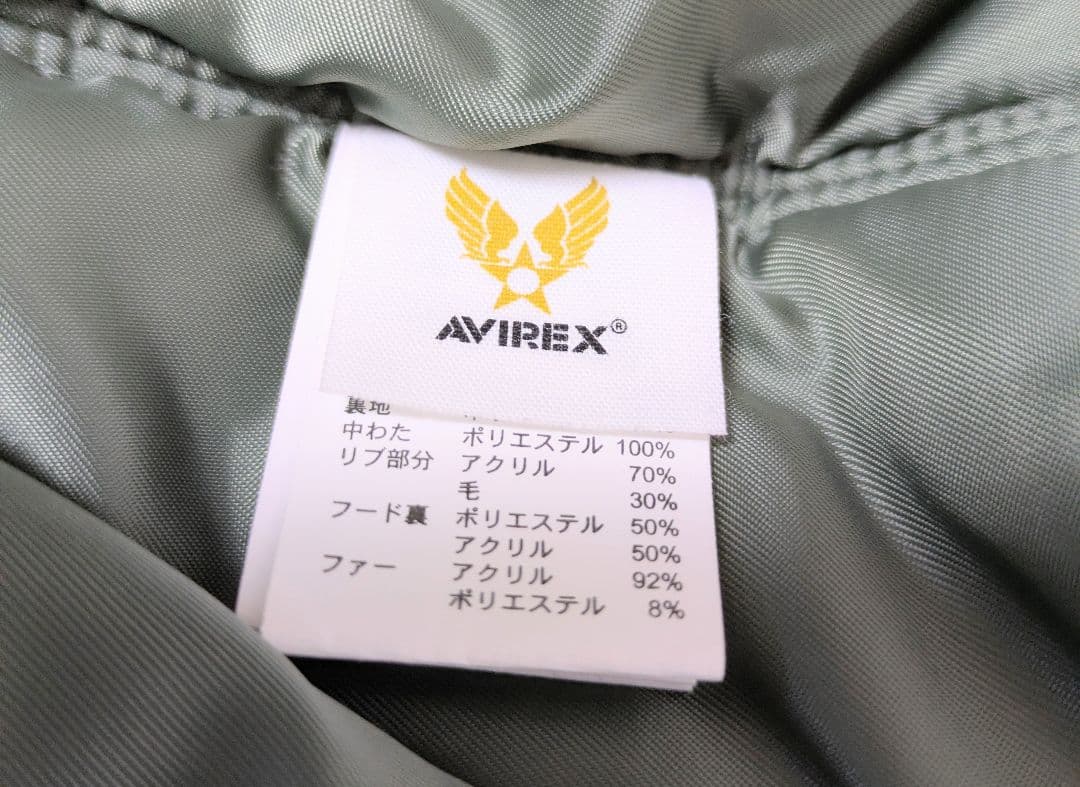 AVIREX®
裏地
中わた ポリエステル 100%
リブ部分 アクリル 70%
毛 30%
フード裏 ポリエステル 50%
アクリル 50%
ファー アクリル 92%
ポリエステル 8%